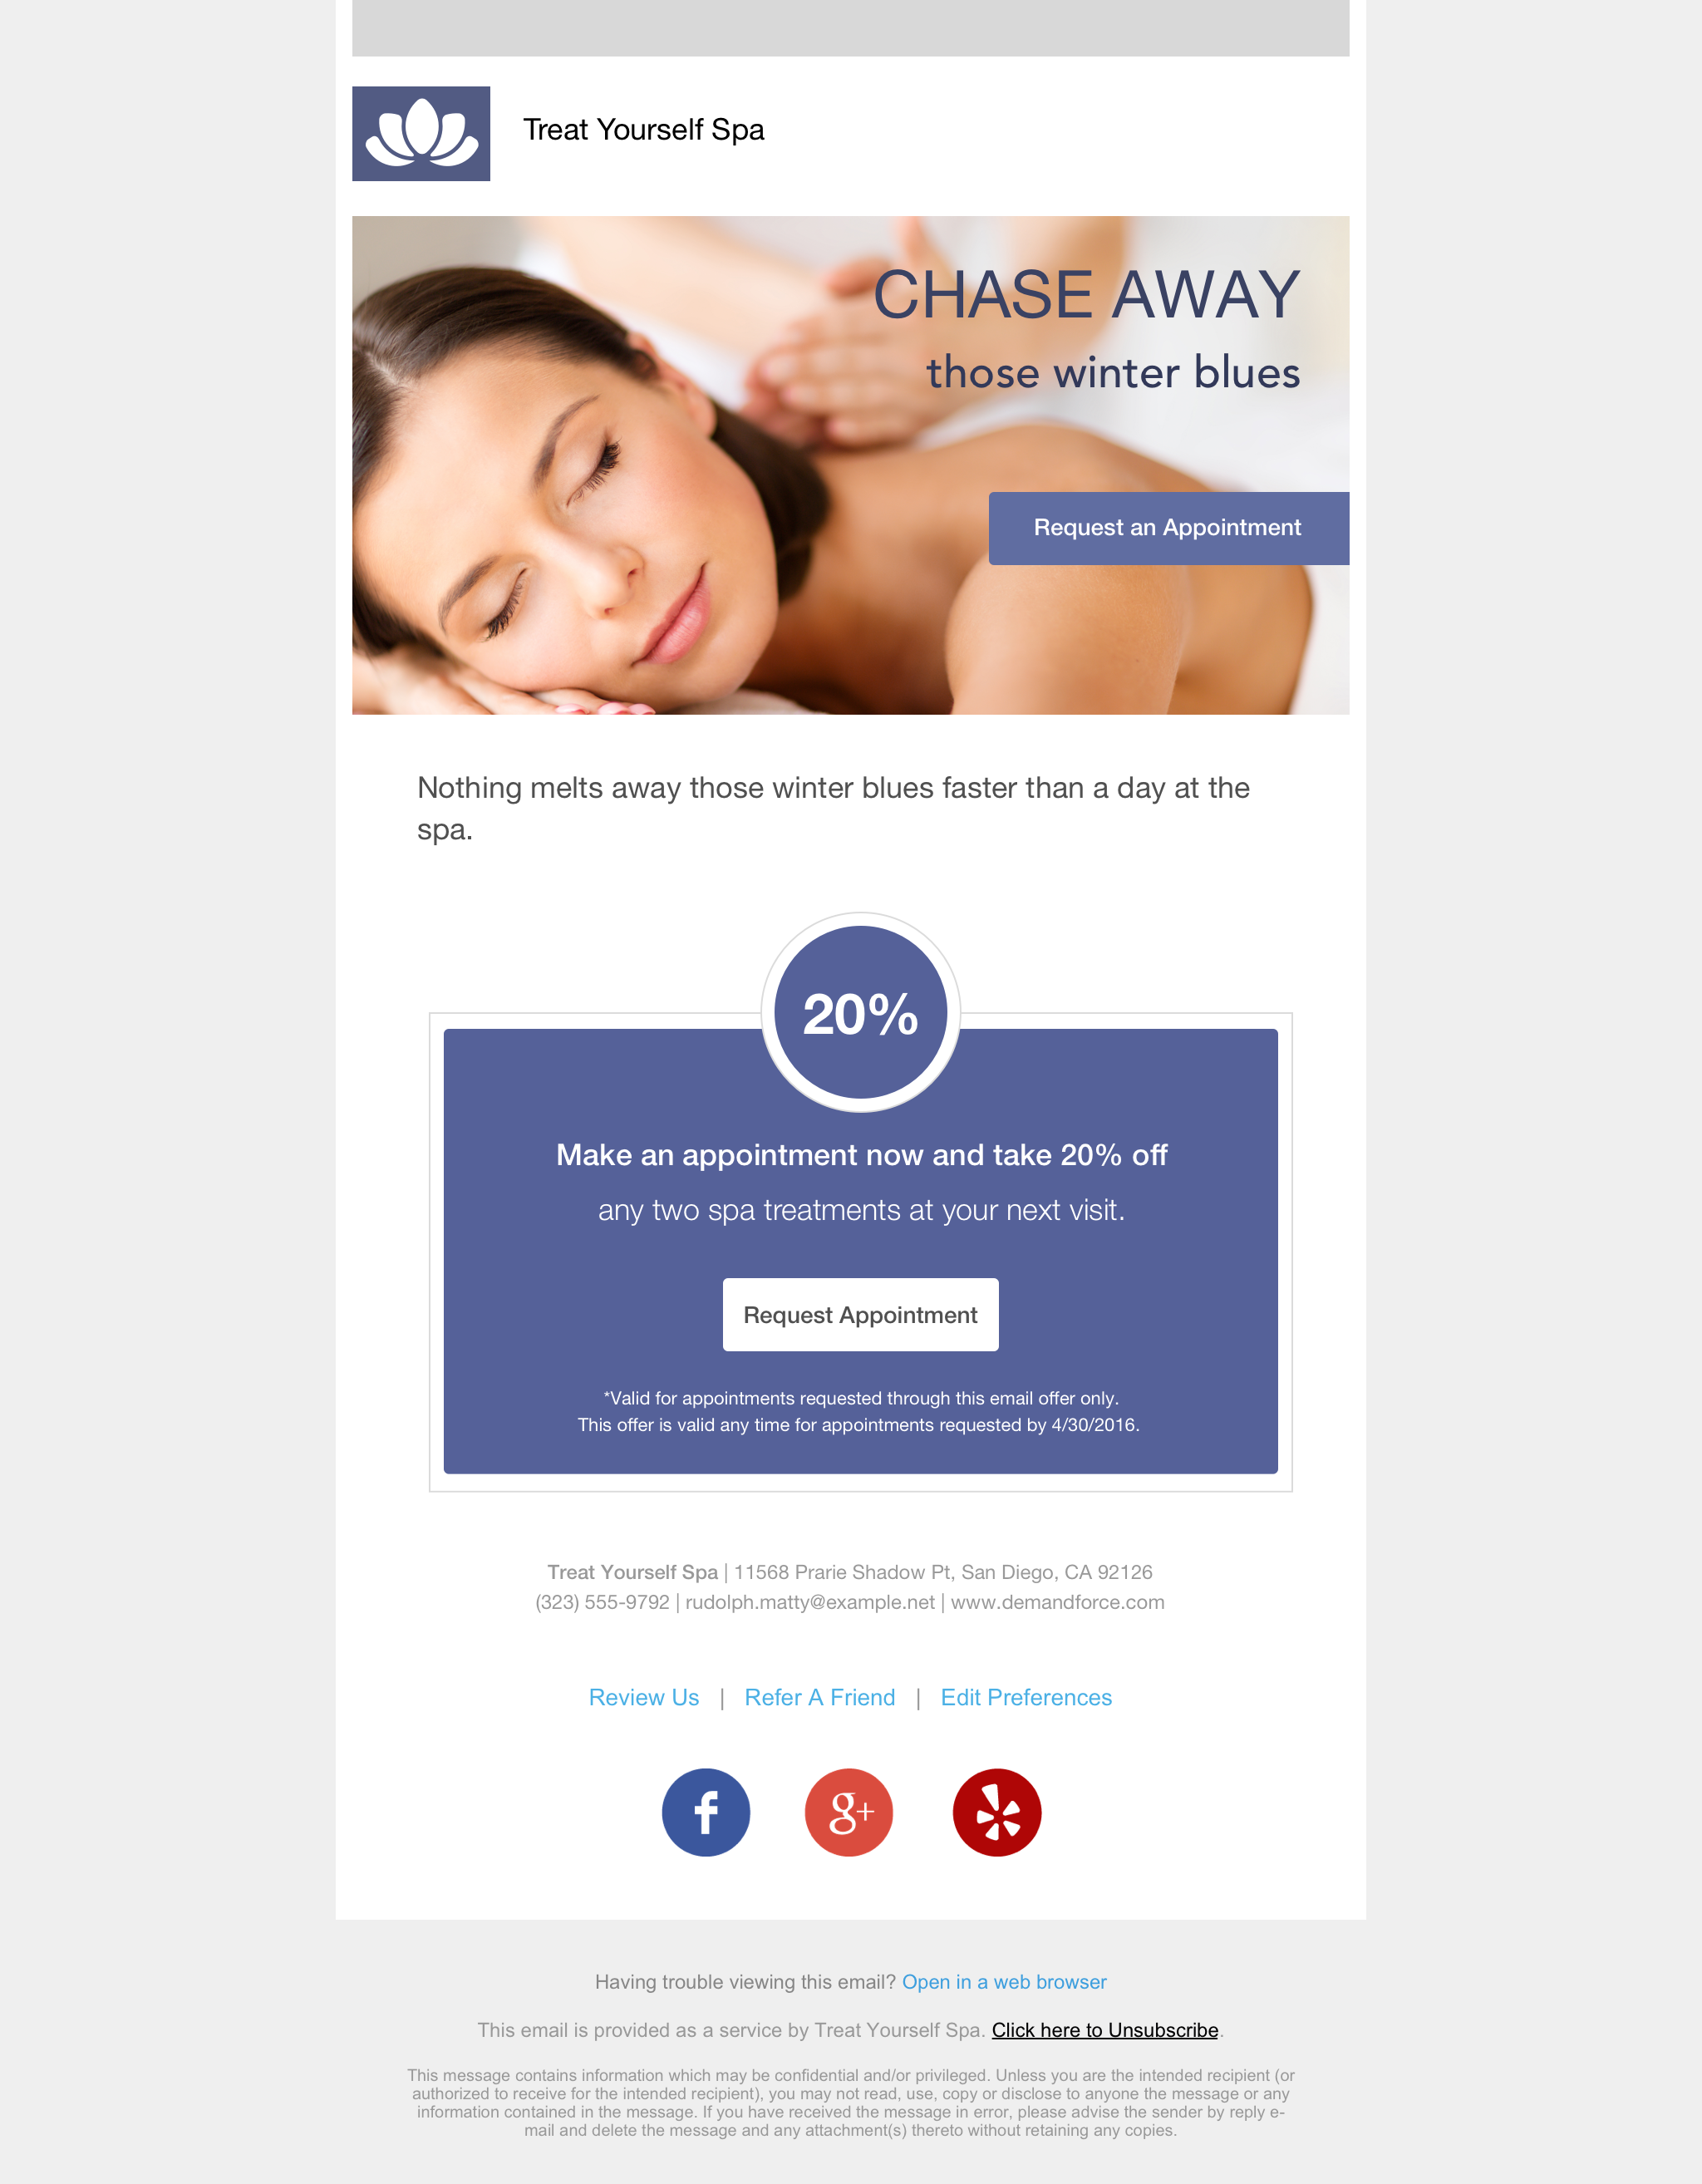 Treat Yourself Spa
CHASE AWAY
those winter blues
Request an Appointment
Nothing melts away those winter blues faster than a day at the
spa.
20%
Make an appointment now and take 20% off
any two spa treatments at your next visit.
Request Appointment
*Valid for appointments requested through this email offer only.
This offer is valid any time for appointments requested by 4/30/2016.
Treat Yourself Spa | 11568 Prarie Shadow Pt, San Diego, CA 92126
(323) 555-9792 | rudolph.matty@example.net | www.demandforce.com
Review Us | Refer A Friend | Edit Preferences
f g+
Having trouble viewing this email? Open in a web browser
This email is provided as a service by Treat Yourself Spa. Click here to Unsubscribe.
This message contains information which may be confidential and/or privileged. Unless you are the intended recipient (or
authorized to receive for the intended recipient), you may not read, use, copy or disclose to anyone the message or any
information contained in the message. If you have received the message in error, please advise the sender by reply e-
mail and delete the message and any attachment(s) thereto without retaining any copies.